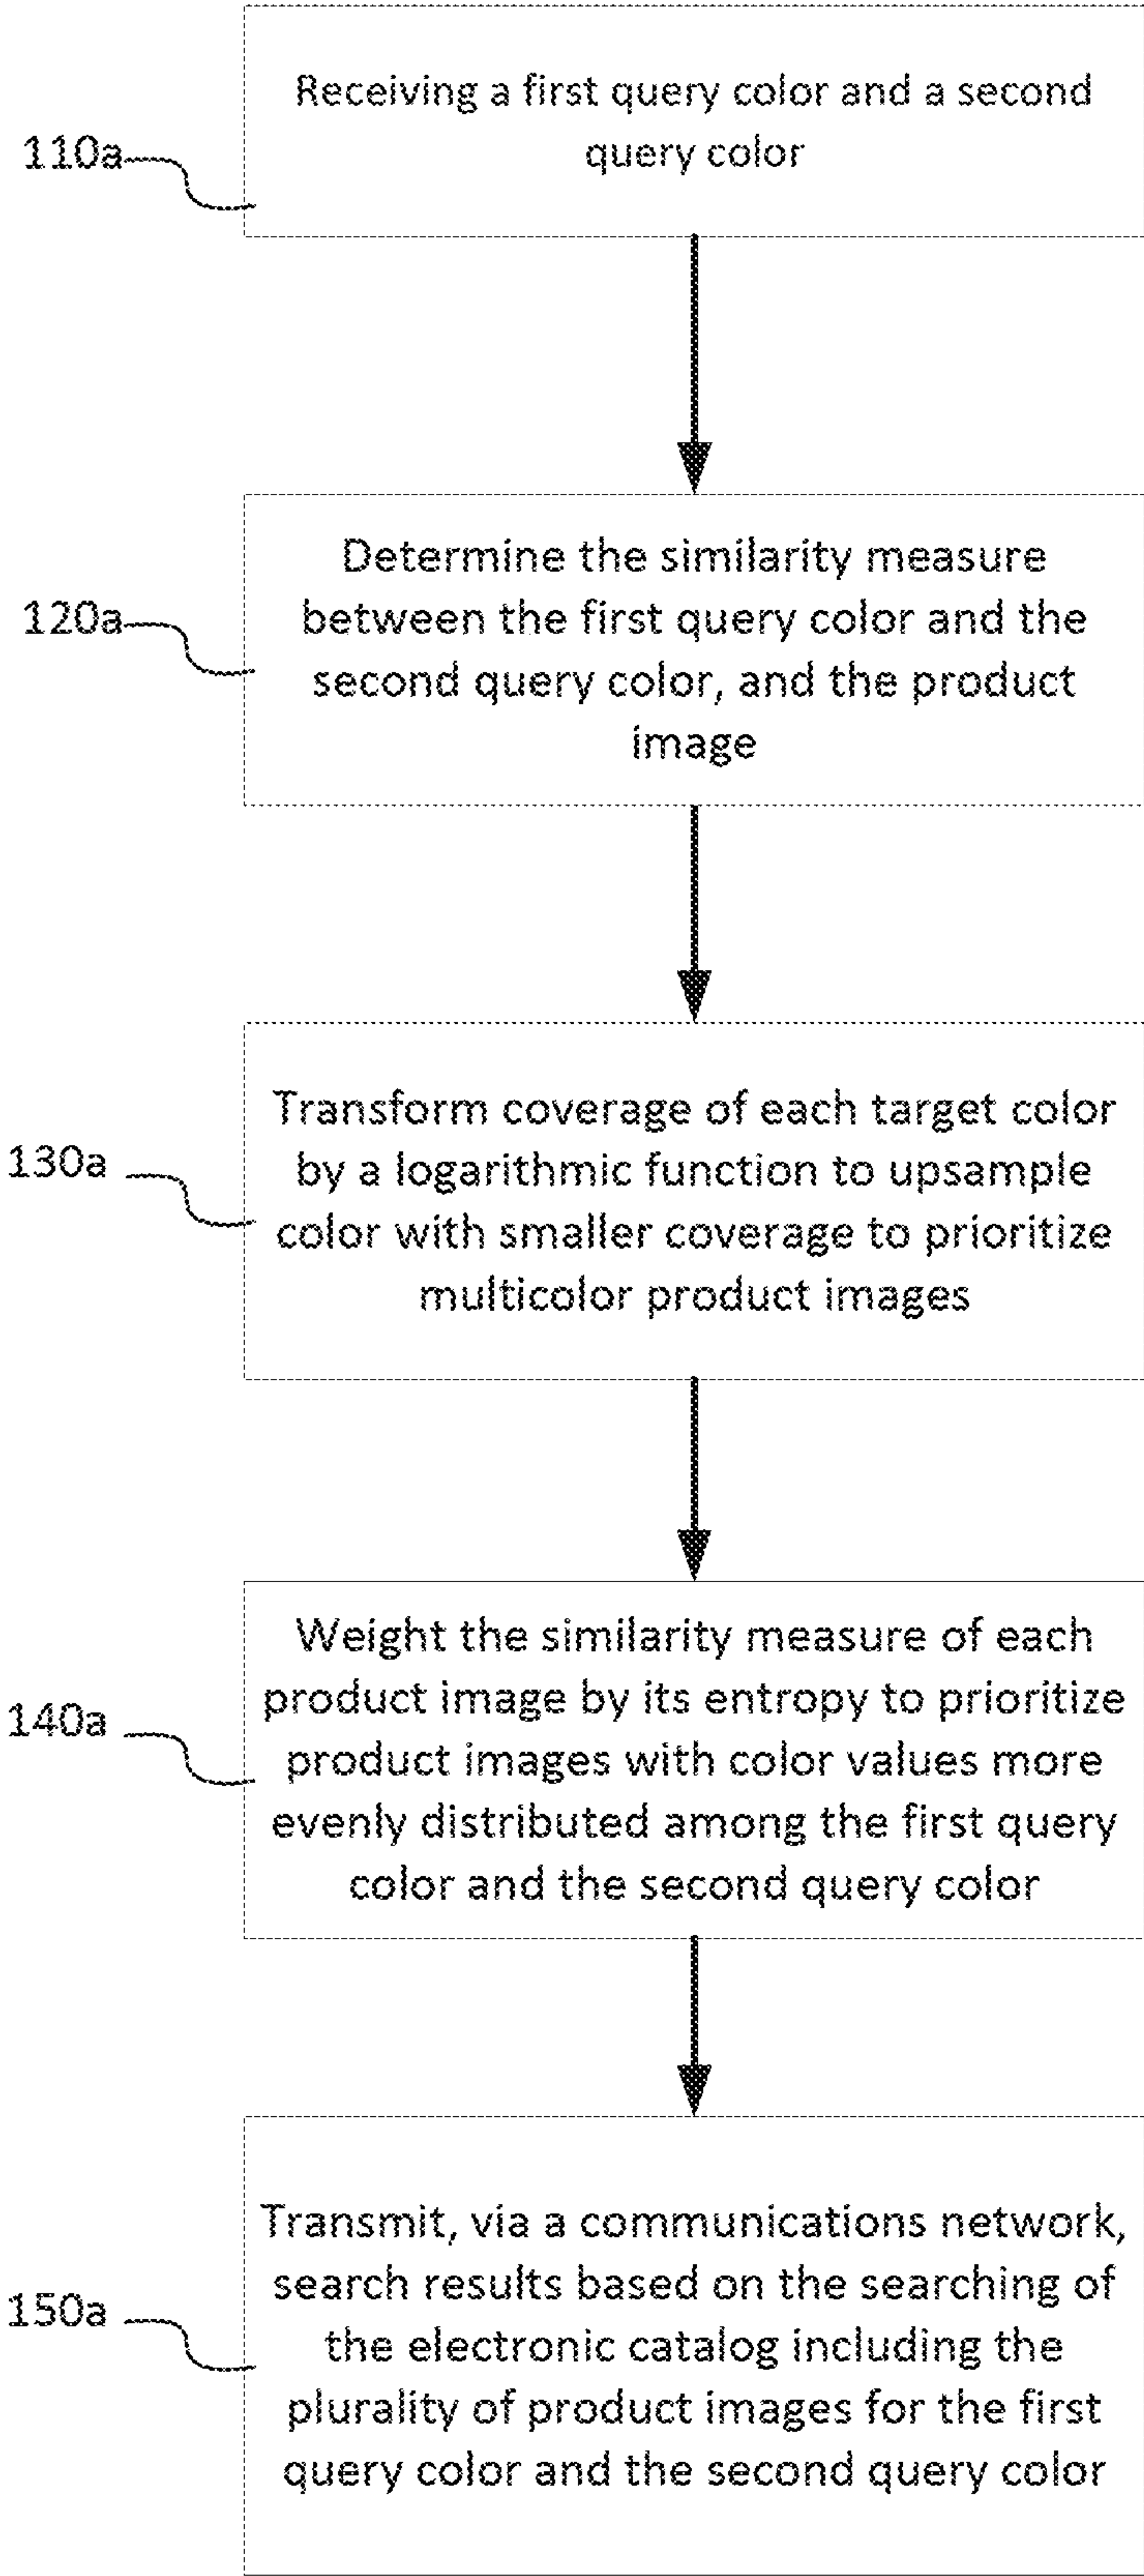 Receiving a first query color and a second
query color
110a
Determine the similarity measure
between the first query color and the
second query color, and the product
image
120a
Transform coverage of each target color
by a logarithmic function to upsample
color with smaller coverage to prioritize
multicolor product images
130a
Weight the similarity measure of each
product image by its entropy to prioritize
product images with color values more
evenly distributed among the first query
color and the second query color
140a
Transmit, via a communications network,
search results based on the searching of
the electronic catalog including the
plurality of product images for the first
query color and the second query color
150a